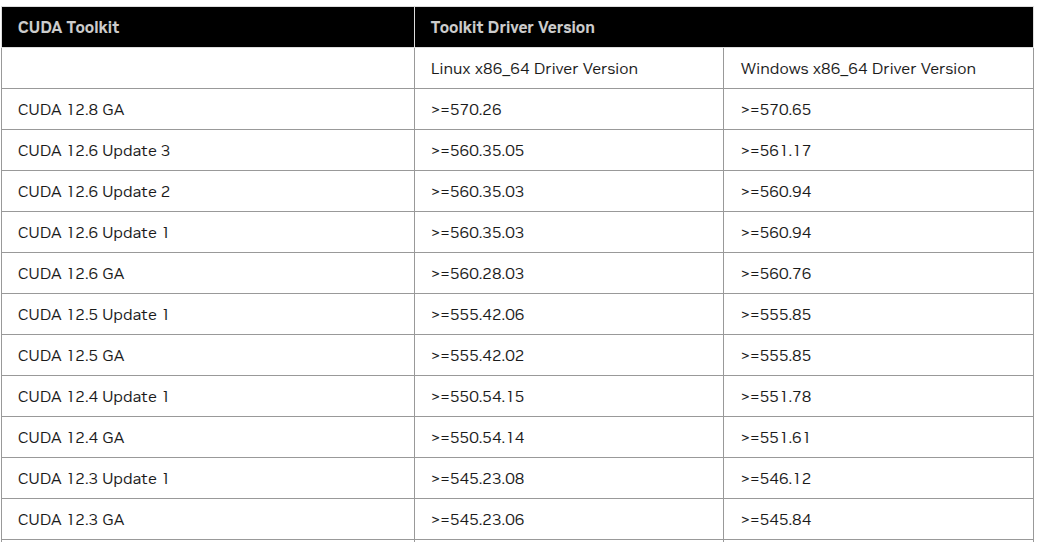 CUDA Toolkit Toolkit Driver Version
Linux x86_64 Driver Version Windows x86_64 Driver Version
CUDA 12.8 GA >=570.26 >=570.65
CUDA 12.6 Update 3 >=560.35.05 >=561.17
CUDA 12.6 Update 2 >=560.35.03 >=560.94
CUDA 12.6 Update 1 >=560.35.03 >=560.94
CUDA 12.6 GA >=560.28.03 >=560.76
CUDA 12.5 Update 1 >=555.42.06 >=555.85
CUDA 12.5 GA >=555.42.02 >=555.85
CUDA 12.4 Update 1 >=550.54.15 >=551.78
CUDA 12.4 GA >=550.54.14 >=551.61
CUDA 12.3 Update 1 >=545.23.08 >=546.12
CUDA 12.3 GA >=545.23.06 >=545.84